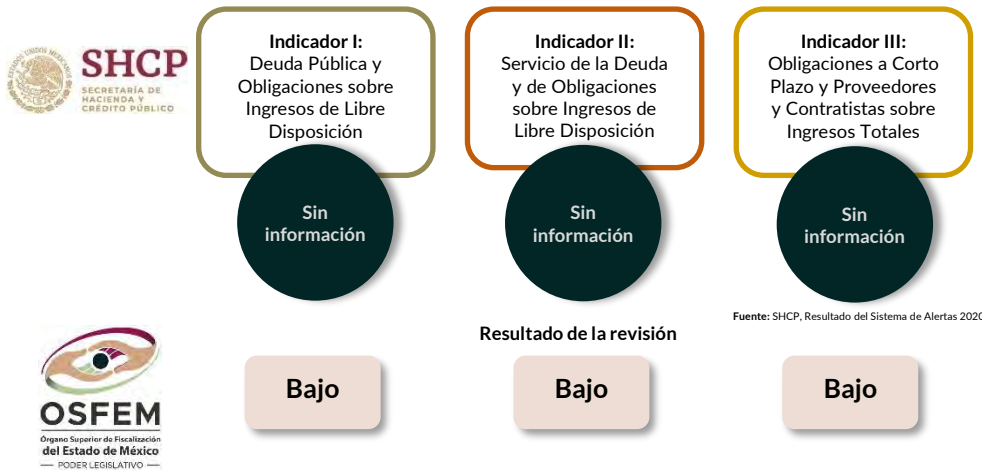 SHCP
SECRETARÍA DE
HACIENDA Y
CRÉDITO PÚBLICO
Indicador I:
Deuda Pública y
Obligaciones sobre
Ingresos de Libre
Disposición
Sin
información
Indicador II:
Servicio de la Deuda
y de Obligaciones
sobre Ingresos de
Libre Disposición
Sin
información
Indicador III:
Obligaciones a Corto
Plazo y Proveedores
y Contratistas sobre
Ingresos Totales
Sin
información
Fuente: SHCP, Resultado del Sistema de Alertas 2020
Resultado de la revisión
OSFEM
Órgano Superior de Fiscalización
del Estado de México
PODER LEGISLATIVO
Bajo
Bajo
Bajo